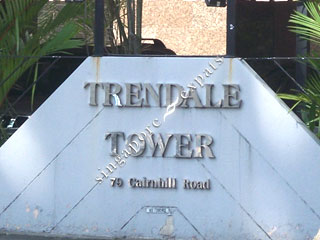 TRENDALE
TOWER
79 Cairnhill Road
singapore expats